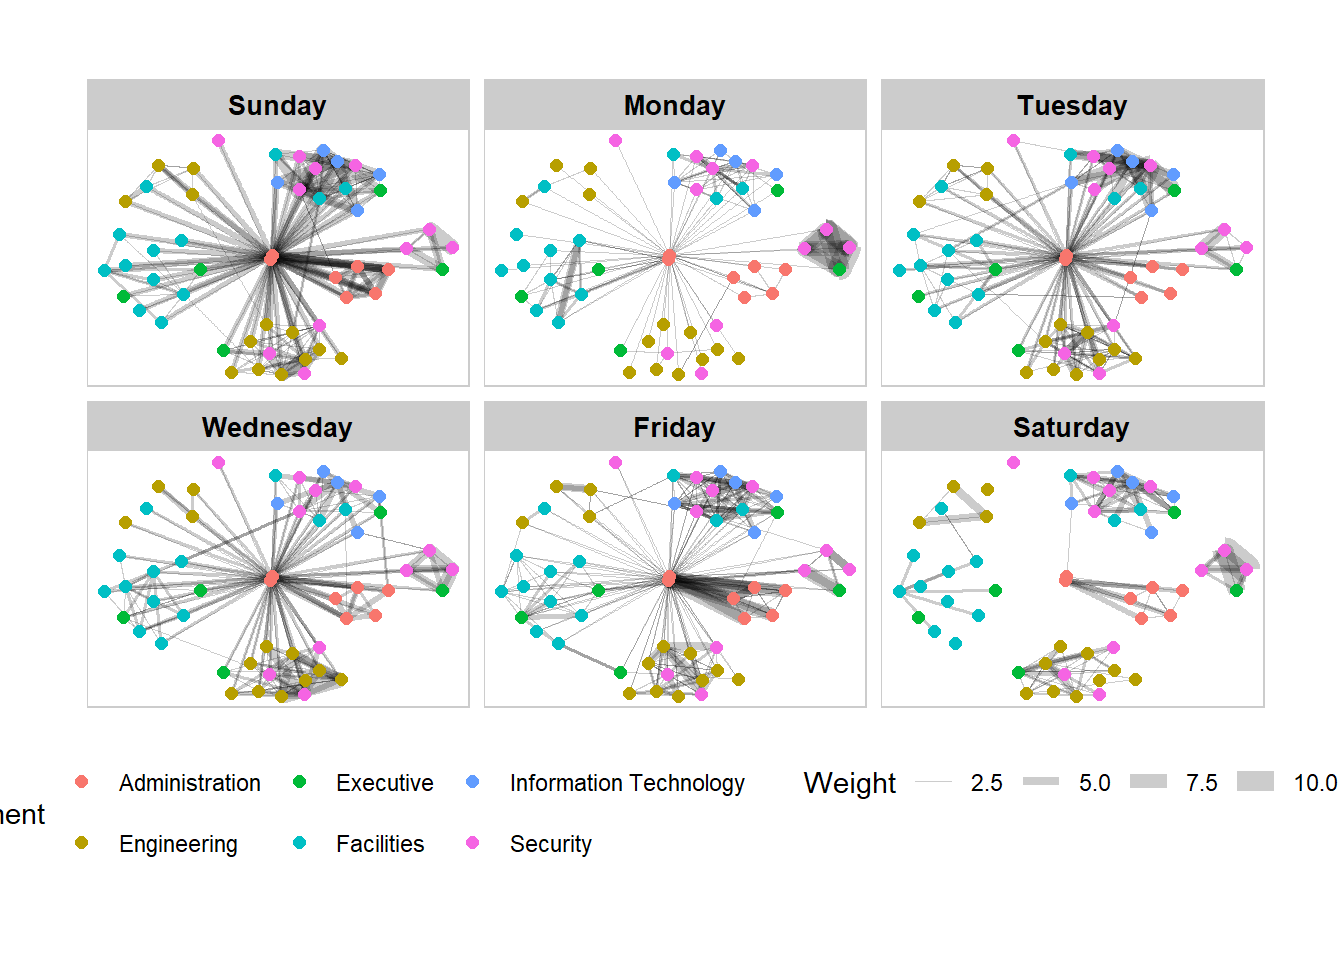 Sunday Monday Tuesday
Wednesday Friday Saturday
Administration Executive Information Technology Weight 2.5 5.0 7.5 10.0
Engineering Facilities Security